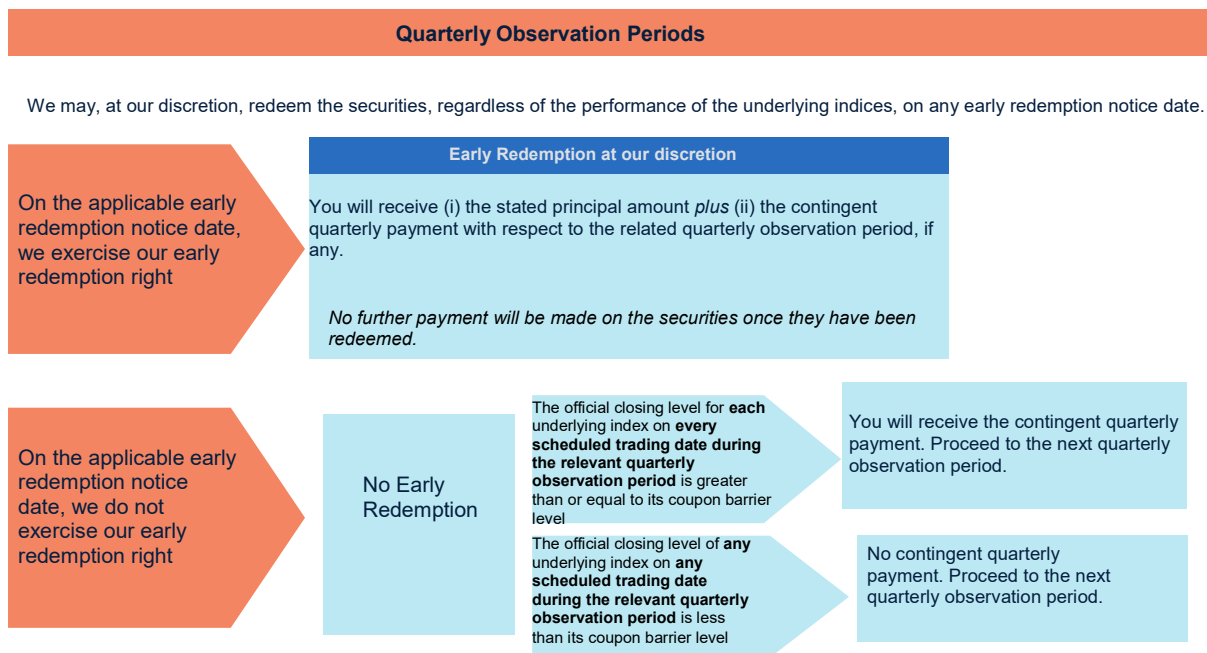 Quarterly Observation Periods
We may, at our discretion, redeem the securities, regardless of the performance of the underlying indices, on any early redemption notice date.
On the applicable early
redemption notice date,
we exercise our early
redemption right
Early Redemption at our discretion
You will receive (i) the stated principal amount plus (ii) the contingent
quarterly payment with respect to the related quarterly observation period, if
any.
No further payment will be made on the securities once they have been
redeemed.
On the applicable early
redemption notice
date, we do not
exercise our early
redemption right
No Early
Redemption
The official closing level for each
underlying index on every
scheduled trading date during
the relevant quarterly
observation period is greater
than or equal to its coupon barrier
level
You will receive the contingent quarterly
payment. Proceed to the next quarterly
observation period.
The official closing level of any
underlying index on any
scheduled trading date
during the relevant quarterly
observation period is less
than its coupon barrier level
No contingent quarterly
payment. Proceed to the next
quarterly observation period.